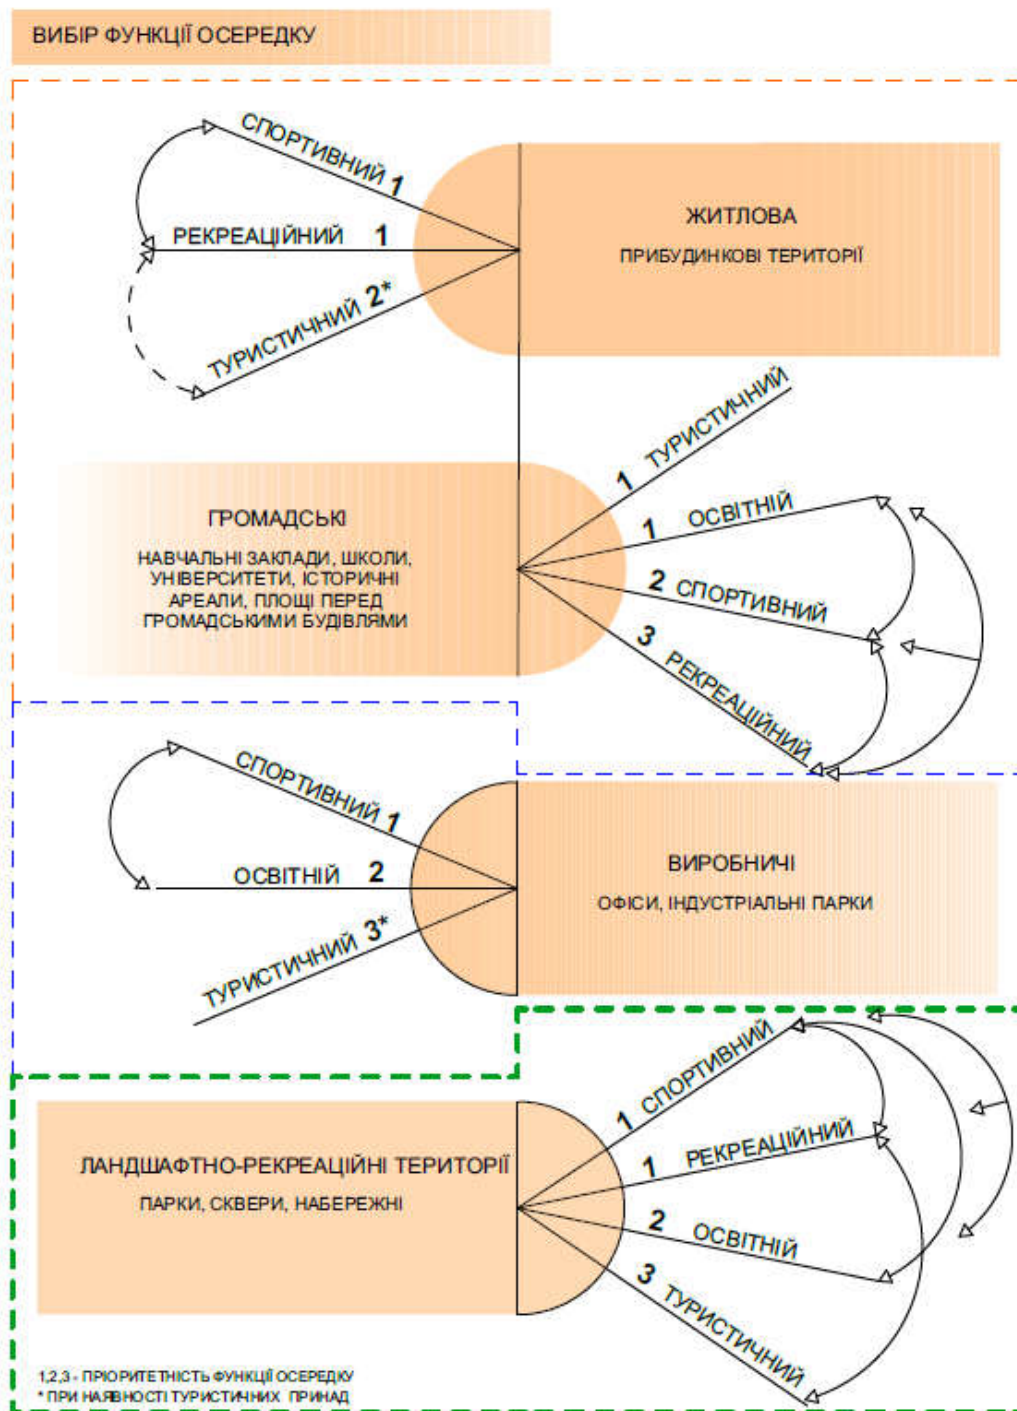 ВИБІР ФУНКЦІЇ ОСЕРЕДКУ
СПОРТИВНИЙ 1
РЕКРЕАЦІЙНИЙ 1
ТУРИСТИЧНИЙ 2*
ЖИТЛОВА
ПРИБУДИНКОВІ ТЕРИТОРІЇ
ГРОМАДСЬКІ
НАВЧАЛЬНІ ЗАКЛАДИ, ШКОЛИ,
УНІВЕРСИТЕТИ, ІСТОРИЧНІ
АРЕАЛИ, ПЛОЩІ ПЕРЕД
ГРОМАДСЬКИМИ БУДІВЛЯМИ
1 ТУРИСТИЧНИЙ
1 ОСВІТНІЙ
2 СПОРТИВНИЙ
3 РЕКРЕАЦІЙНИЙ
СПОРТИВНИЙ 1
ОСВІТНІЙ 2
ТУРИСТИЧНИЙ 3*
ВИРОБНИЧІ
ОФІСИ, ІНДУСТРІАЛЬНІ ПАРКИ
ЛАНДШАФТНО-РЕКРЕАЦІЙНІ ТЕРИТОРІЇ
ПАРКИ, СКВЕРИ, НАБЕРЕЖНІ
1 СПОРТИВНИЙ
1 РЕКРЕАЦІЙНИЙ
2 ОСВІТНІЙ
3 ТУРИСТИЧНИЙ
1,2,3 - ПРІОРИТЕТНІСТЬ ФУНКЦІЇ ОСЕРЕДКУ
* ПРИ НАЯВНОСТІ ТУРИСТИЧНИХ ПРИНАД